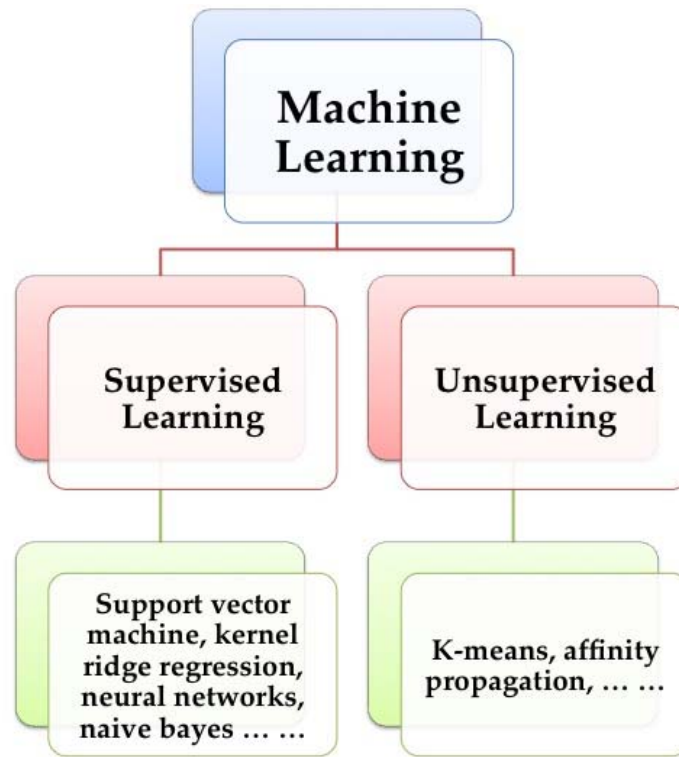 Machine
Learning
Supervised
Learning
Unsupervised
Learning
Support vector
machine, kernel
ridge regression,
neural networks,
naive bayes … …
K-means, affinity
propagation, … …